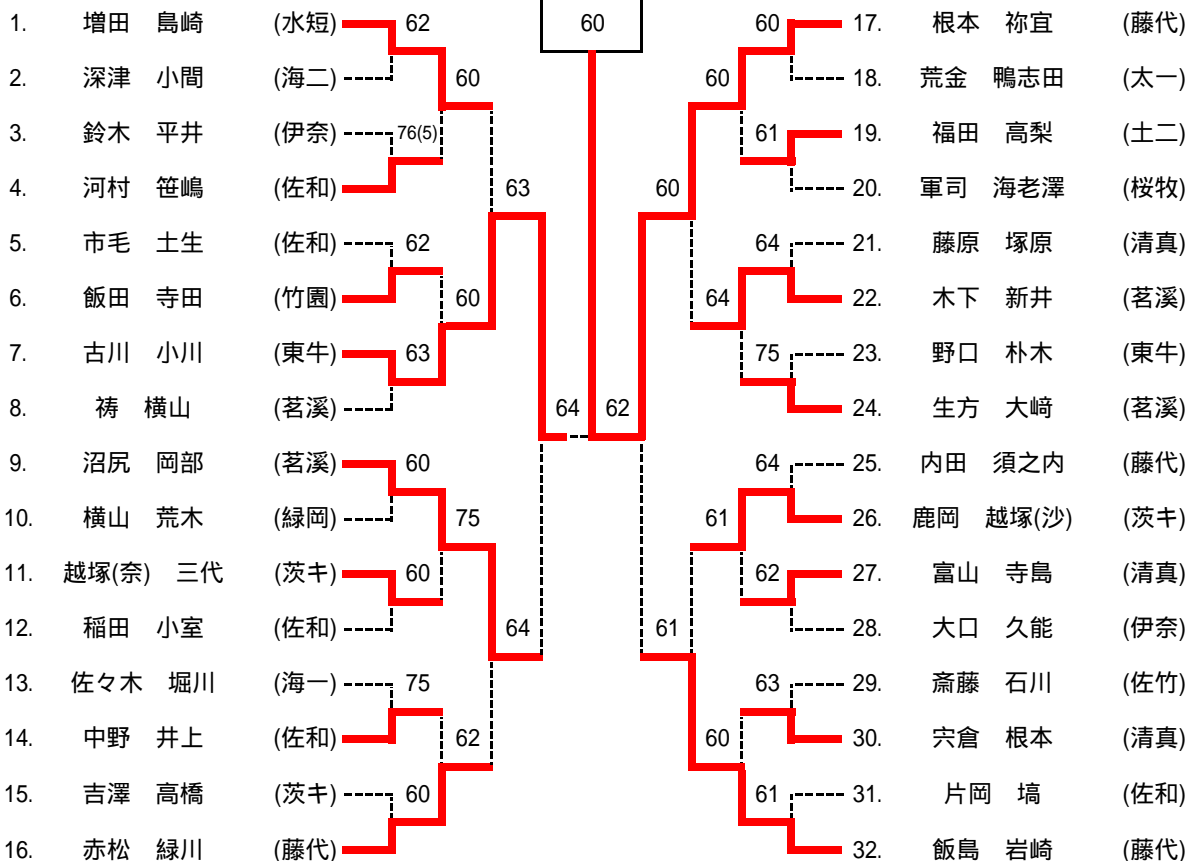 60
1. 増田 島崎 (水短) 62 60 17. 根本 祢宜 (藤代)
2. 深津 小間 (海二) 60 60 18. 荒金 鴨志田 (太一)
3. 鈴木 平井 (伊奈) 76(5) 61 19. 福田 高梨 (土二)
4. 河村 笹嶋 (佐和) 63 60 20. 軍司 海老澤 (桜牧)
5. 市毛 土生 (佐和) 62 64 21. 藤原 塚原 (清真)
6. 飯田 寺田 (竹園) 60 64 22. 木下 新井 (茗溪)
7. 古川 小川 (東牛) 63 75 23. 野口 朴木 (東牛)
8. 祷 横山 (茗溪) 64 62 24. 生方 大﨑 (茗溪)
9. 沼尻 岡部 (茗溪) 60 64 25. 内田 須之内 (藤代)
10. 横山 荒木 (緑岡) 75 61 26. 鹿岡 越塚(沙) (茨キ)
11. 越塚(奈) 三代 (茨キ) 60 62 27. 富山 寺島 (清真)
12. 稲田 小室 (佐和) 64 61 28. 大口 久能 (伊奈)
13. 佐々木 堀川 (海一) 75 63 29. 斎藤 石川 (佐竹)
14. 中野 井上 (佐和) 62 60 30. 宍倉 根本 (清真)
15. 吉澤 高橋 (茨キ) 60 61 31. 片岡 塙 (佐和)
16. 赤松 緑川 (藤代) 32. 飯島 岩崎 (藤代)